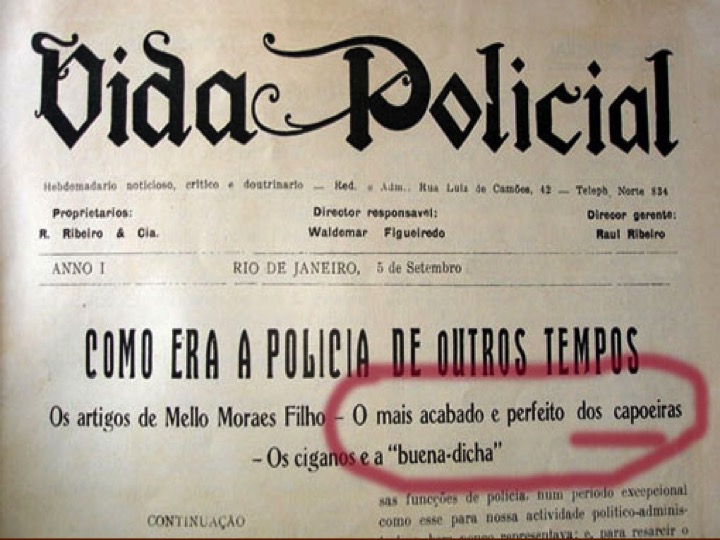 Vida Policial
Hebdomadario noticioso, critico e doutrinario — Red. e Adm.. Rua Luis de Camões, 42 — Teleph, Norte 834
Proprietarios: Director responsavel: Direcor gerente:
R. Ribeiro & Cia. Waldemar Figueiredo Raul Ribeiro
ANNO I RIO DE JANEIRO, 5 de Setembro
COMO ERA A POLICIA DE OUTROS TEMPOS
Os artigos de Mello Moraes Filho – O mais acabado e perfeito dos capoeiras
– Os ciganos e a "buena-dicha"
CONTINUAÇÃO
sas funcções de policia, num periodo excepcional
como esse para nossa actividade politico-adminis-
representava; e, para resarcir o